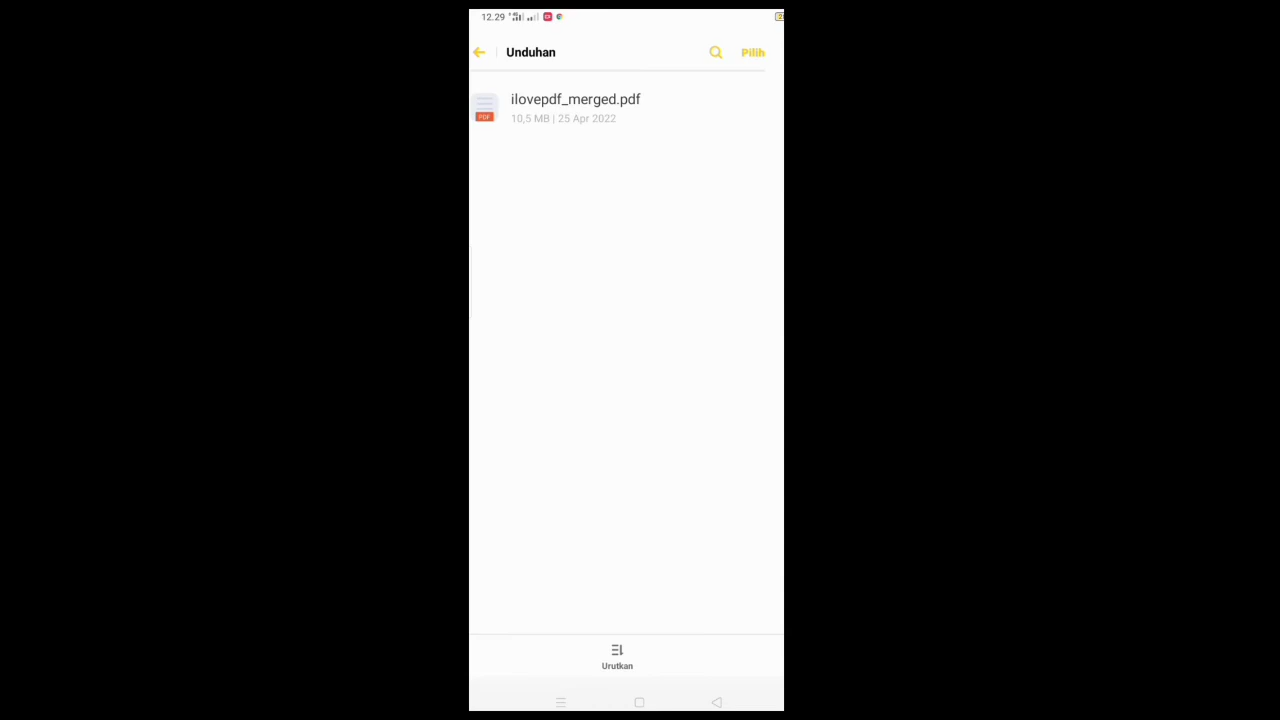 12.29
Unduhan
Pilih
ilovepdf_merged.pdf
10,5 MB | 25 Apr 2022
PDF
Urutkan